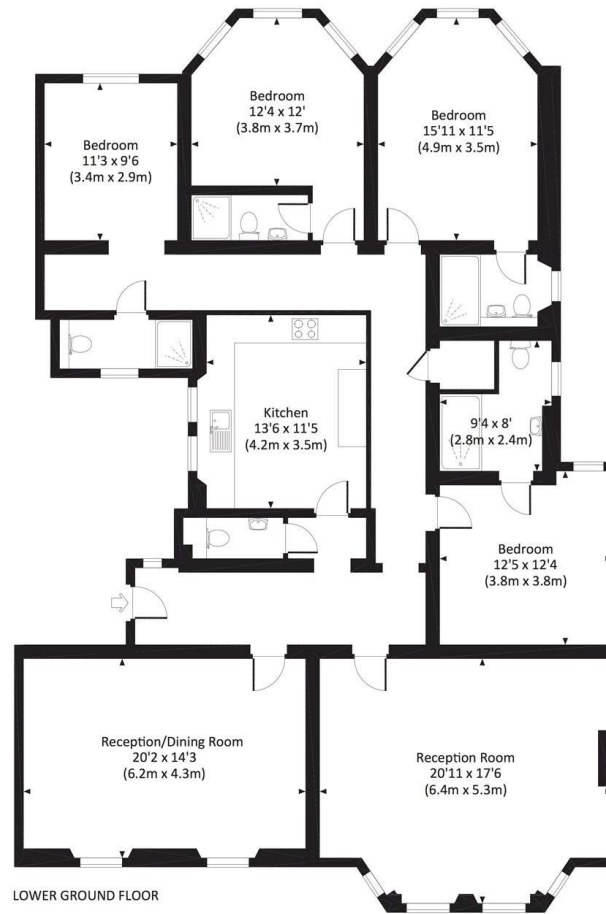 Bedroom
12'4 x 12'
(3.8m x 3.7m)
Bedroom
15'11 x 11'5
(4.9m x 3.5m)
Bedroom
11'3 x 9'6
(3.4m x 2.9m)
Kitchen
13'6 x 11'5
(4.2m x 3.5m)
9'4 x 8'
(2.8m x 2.4m)
Bedroom
12'5 x 12'4
(3.8m x 3.8m)
Reception/Dining Room
20'2 x 14'3
(6.2m x 4.3m)
Reception Room
20'11 x 17'6
(6.4m x 5.3m)
LOWER GROUND FLOOR